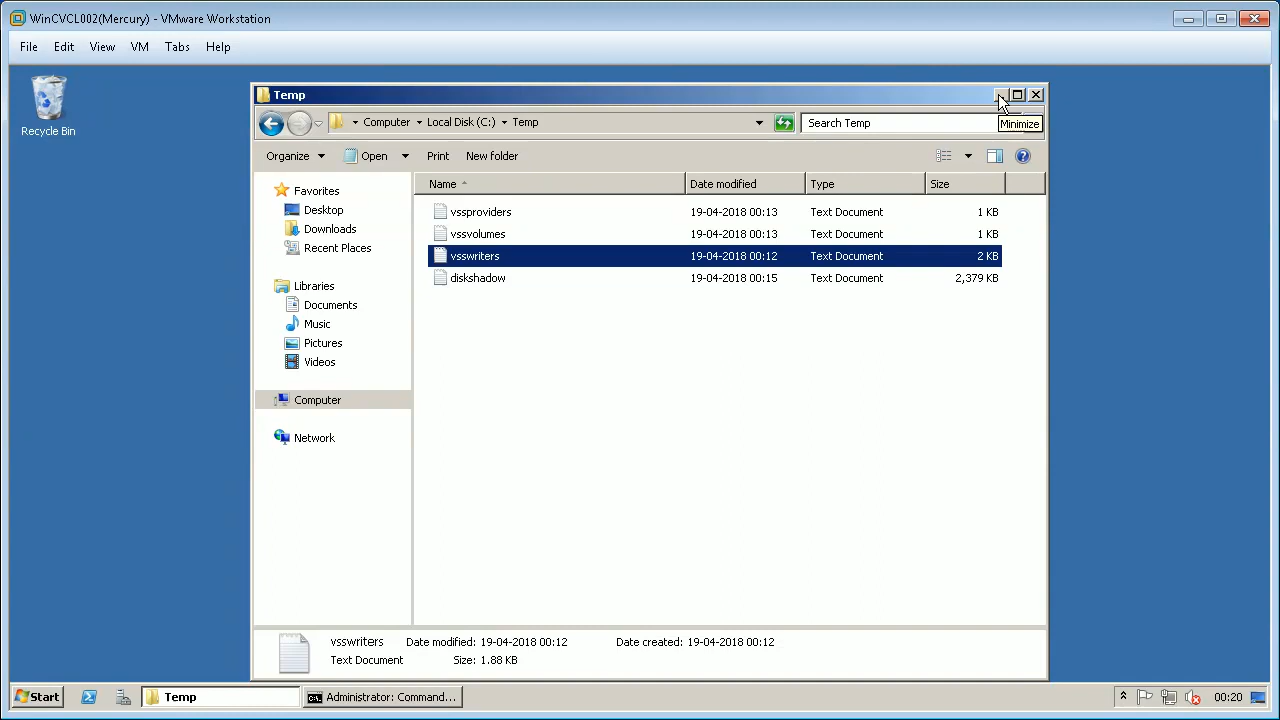 WinCVCL002(Mercury) - VMware Workstation
File Edit View VM Tabs Help
Recycle Bin
Temp
Computer Local Disk (C:) Temp
Search Temp
Minimize
Organize Open Print New folder
Name Date modified Type Size
Favorites
Desktop
Downloads
Recent Places
Libraries
Documents
Music
Pictures
Videos
Computer
Network
vssproviders 19-04-2018 00:13 Text Document 1 KB
vssvolumes 19-04-2018 00:13 Text Document 1 KB
vsswriters 19-04-2018 00:12 Text Document 2 KB
diskshadow 19-04-2018 00:15 Text Document 2,379 KB
vsswriters Date modified: 19-04-2018 00:12 Date created: 19-04-2018 00:12
Text Document Size: 1.88 KB
Start Temp Administrator: Command... 00:20